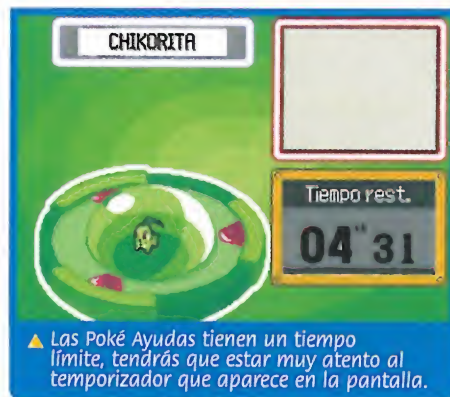 CHIKORITA
Tiempo rest.
04"31
▲ Las Poké Ayudas tienen un tiempo
límite, tendrás que estar muy atento al
temporizador que aparece en la pantalla.